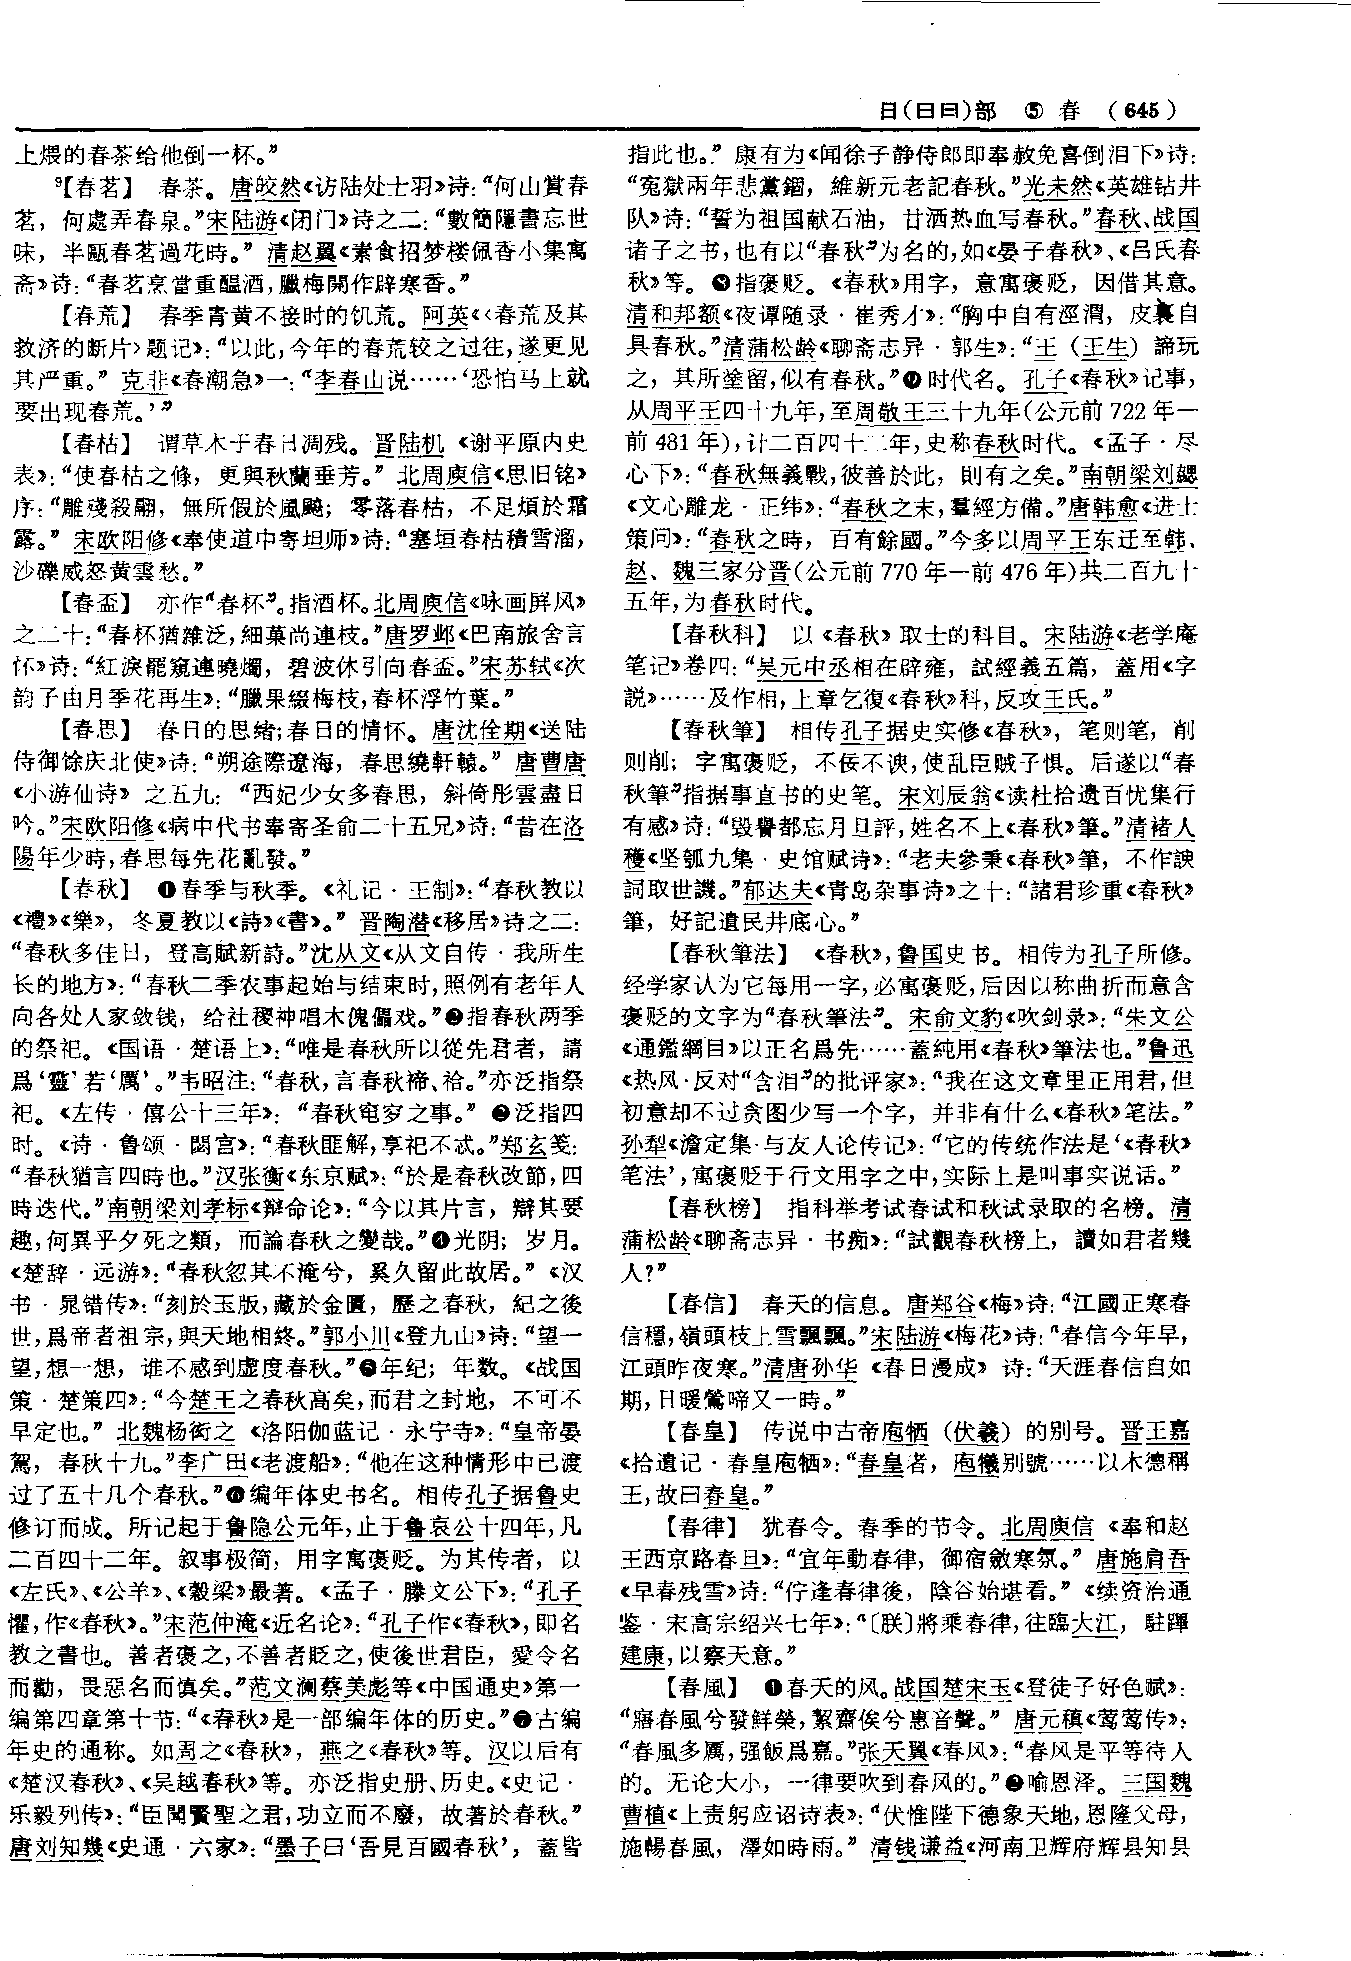 日(曰⺜)部 ⑤ 春 (645)
上煨的春茶给他倒一杯。”
【春茗】 春茶。唐皎然《访陆处士羽》诗：“何山賞春
茗，何處弄春泉。”宋陆游《闭门》诗之二：“數簡隱書忘世
味，半甌春茗過花時。”清赵翼《素食招梦楼佩香小集寓
斋》诗：“春茗烹當重醖酒，臘梅開作辟寒香。”
【春荒】 春季青黄不接时的饥荒。阿英《〈春荒及其
救济的断片〉题记》：“以此，今年的春荒较之过往，遂更见
其严重。”克非《春潮急》一：“李春山说……‘恐怕马上就
要出现春荒。’”
【春枯】 谓草木于春日凋残。晋陆机《谢平原内史
表》：“使春枯之條，更與秋蘭垂芳。”北周庾信《思旧铭》
序：“雕殘殺翮，無所假於風飈；零落春枯，不足煩於霜
露。”宋欧阳修《奉使道中寄坦师》诗：“塞垣春枯積雪溜，
沙礫威怒黄雲愁。”
【春盃】 亦作“春杯”。指酒杯。北周庾信《咏画屏风》
之二十：“春杯猶雜泛，細菓尚連枝。”唐罗邺《巴南旅舍言
怀》诗：“紅淚罷窺連曉燭，碧波休引向春盃。”宋苏轼《次
韵子由月季花再生》：“臘果綴梅枝，春杯浮竹葉。”
【春思】 春日的思绪；春日的情怀。唐沈佺期《送陆
侍御馀庆北使》诗：“朔途際遼海，春思繞軒轅。”唐曹唐
《小游仙诗》之五九：“西妃少女多春思，斜倚彤雲盡日
吟。”宋欧阳修《病中代书奉寄圣俞二十五兄》诗：“昔在洛
陽年少時，春思每先花亂發。”
【春秋】 ❶春季与秋季。《礼记·王制》：“春秋教以
《禮》《樂》，冬夏教以《詩》《書》。”晋陶潜《移居》诗之二：
“春秋多佳日，登高賦新詩。”沈从文《从文自传·我所生
长的地方》：“春秋二季农事起始与结束时，照例有老年人
向各处人家敛钱，给社稷神唱木傀儡戏。”❷指春秋两季
的祭祀。《国语·楚语上》：“唯是春秋所以從先君者，請
爲‘靈’若‘厲’。”韦昭注：“春秋，言春秋禘、祫。”亦泛指祭
祀。《左传·僖公十三年》：“春秋窀穸之事。”❸泛指四
时。《诗·鲁颂·閟宫》：“春秋匪解，享祀不忒。”郑玄笺：
“春秋猶言四時也。”汉张衡《东京赋》：“於是春秋改節，四
時迭代。”南朝梁刘孝标《辩命论》：“今以其片言，辯其要
趣，何異乎夕死之類，而論春秋之變哉。”❹光阴；岁月。
《楚辞·远游》：“春秋忽其不淹兮，奚久留此故居。”《汉
书·晁错传》：“刻於玉版，藏於金匱，歷之春秋，紀之後
世，爲帝者祖宗，與天地相終。”郭小川《登九山》诗：“望一
望，想一想，谁不感到虚度春秋。”❺年纪；年数。《战国
策·楚策四》：“今楚王之春秋高矣，而君之封地，不可不
早定也。”北魏杨衒之《洛阳伽蓝记·永宁寺》：“皇帝晏
駕，春秋十九。”李广田《老渡船》：“他在这种情形中已渡
过了五十几个春秋。”❻编年体史书名。相传孔子据鲁史
修订而成。所记起于鲁隐公元年，止于鲁哀公十四年，凡
二百四十二年。叙事极简，用字寓褒贬。为其传者，以
《左氏》、《公羊》、《榖梁》最著。《孟子·滕文公下》：“孔子
懼，作《春秋》。”宋范仲淹《近名论》：“孔子作《春秋》，即名
教之書也。善者褒之，不善者貶之，使後世君臣，愛令名
而勸，畏惡名而慎矣。”范文澜蔡美彪等《中国通史》第一
编第四章第十节：“《春秋》是一部编年体的历史。”❼古编
年史的通称。如周之《春秋》，燕之《春秋》等。汉以后有
《楚汉春秋》、《吴越春秋》等。亦泛指史册、历史。《史记·
乐毅列传》：“臣聞賢聖之君，功立而不廢，故著於春秋。”
唐刘知幾《史通·六家》：“墨子曰‘吾見百國春秋’，蓋皆
指此也。”康有为《闻徐子静侍郎即奉赦免喜倒泪下》诗：
“冤獄兩年悲黨錮，維新元老記春秋。”光未然《英雄钻井
队》诗：“誓为祖国献石油，甘洒热血写春秋。”春秋、战国
诸子之书，也有以“春秋”为名的，如《晏子春秋》、《吕氏春
秋》等。❽指褒贬。《春秋》用字，意寓褒贬，因借其意。
清和邦额《夜谭随录·崔秀才》：“胸中自有涇渭，皮裏自
具春秋。”清蒲松龄《聊斋志异·郭生》：“王（王生）諦玩
之，其所塗留，似有春秋。”❾时代名。孔子《春秋》记事，
从周平王四十九年，至周敬王三十九年（公元前722年—
前481年），计二百四十二年，史称春秋时代。《孟子·尽
心下》：“春秋無義戰，彼善於此，則有之矣。”南朝梁刘勰
《文心雕龙·正纬》：“春秋之末，羣經方備。”唐韩愈《进士
策问》：“春秋之時，百有餘國。”今多以周平王东迁至韩、
赵、魏三家分晋（公元前770年—前476年）共二百九十
五年，为春秋时代。
【春秋科】 以《春秋》取士的科目。宋陆游《老学庵
笔记》卷四：“吴元中丞相在辟雍，試經義五篇，蓋用《字
説》……及作相，上章乞復《春秋》科，反攻王氏。”
【春秋筆】 相传孔子据史实修《春秋》，笔则笔，削
则削；字寓褒贬，不佞不谀，使乱臣贼子惧。后遂以“春
秋筆”指据事直书的史笔。宋刘辰翁《读杜拾遗百忧集行
有感》诗：“毁譽都忘月旦評，姓名不上《春秋》筆。”清褚人
穫《坚瓠九集·史馆赋诗》：“老夫參秉《春秋》筆，不作諛
詞取世譏。”郁达夫《青岛杂事诗》之十：“諸君珍重《春秋》
筆，好記遺民井底心。”
【春秋筆法】 《春秋》，鲁国史书。相传为孔子所修。
经学家认为它每用一字，必寓褒贬，后因以称曲折而意含
褒贬的文字为“春秋筆法”。宋俞文豹《吹剑录》：“朱文公
《通鑑綱目》以正名爲先……蓋純用《春秋》筆法也。”鲁迅
《热风·反对“含泪”的批评家》：“我在这文章里正用君，但
初意却不过贪图少写一个字，并非有什么《春秋》笔法。”
孙犁《澹定集·与友人论传记》：“它的传统作法是‘《春秋》
笔法’，寓褒贬于行文用字之中，实际上是叫事实说话。”
【春秋榜】 指科举考试春试和秋试录取的名榜。清
蒲松龄《聊斋志异·书痴》：“試觀春秋榜上，讀如君者幾
人？”
【春信】 春天的信息。唐郑谷《梅》诗：“江國正寒春
信穩，嶺頭枝上雪飄飄。”宋陆游《梅花》诗：“春信今年早，
江頭昨夜寒。”清唐孙华《春日漫成》诗：“天涯春信自如
期，日暖鶯啼又一時。”
【春皇】 传说中古帝庖牺（伏羲）的别号。晋王嘉
《拾遗记·春皇庖牺》：“春皇者，庖犧别號……以木德稱
王，故曰春皇。”
【春律】 犹春令。春季的节令。北周庾信《奉和赵
王西京路春旦》：“宜年動春律，御宿斂寒氛。”唐施肩吾
《早春残雪》诗：“佇逢春律後，陰谷始堪看。”《续资治通
鉴·宋高宗绍兴七年》：“〔朕〕將乘春律，往臨大江，駐蹕
建康，以察天意。”
【春風】 ❶春天的风。战国楚宋玉《登徒子好色赋》：
“寤春風兮發鮮榮，絜齋俟兮惠音聲。”唐元稹《莺莺传》：
“春風多厲，强飯爲嘉。”张天翼《春风》：“春风是平等待人
的。无论大小，一律要吹到春风的。”❷喻恩泽。三国魏
曹植《上责躬应诏诗表》：“伏惟陛下德象天地，恩隆父母，
施暢春風，澤如時雨。”清钱谦益《河南卫辉府辉县知县